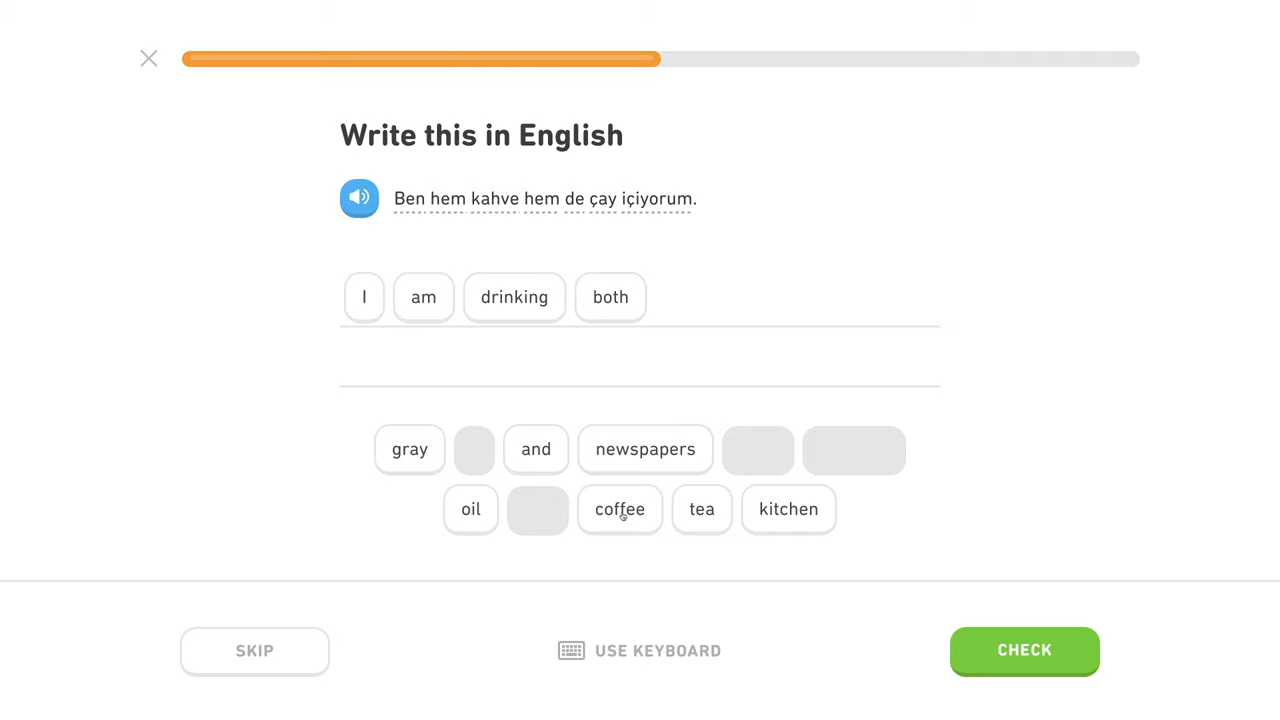 Write this in English
Ben hem kahve hem de çay içiyorum.
I am drinking both
gray and newspapers
oil coffee tea kitchen
SKIP USE KEYBOARD CHECK